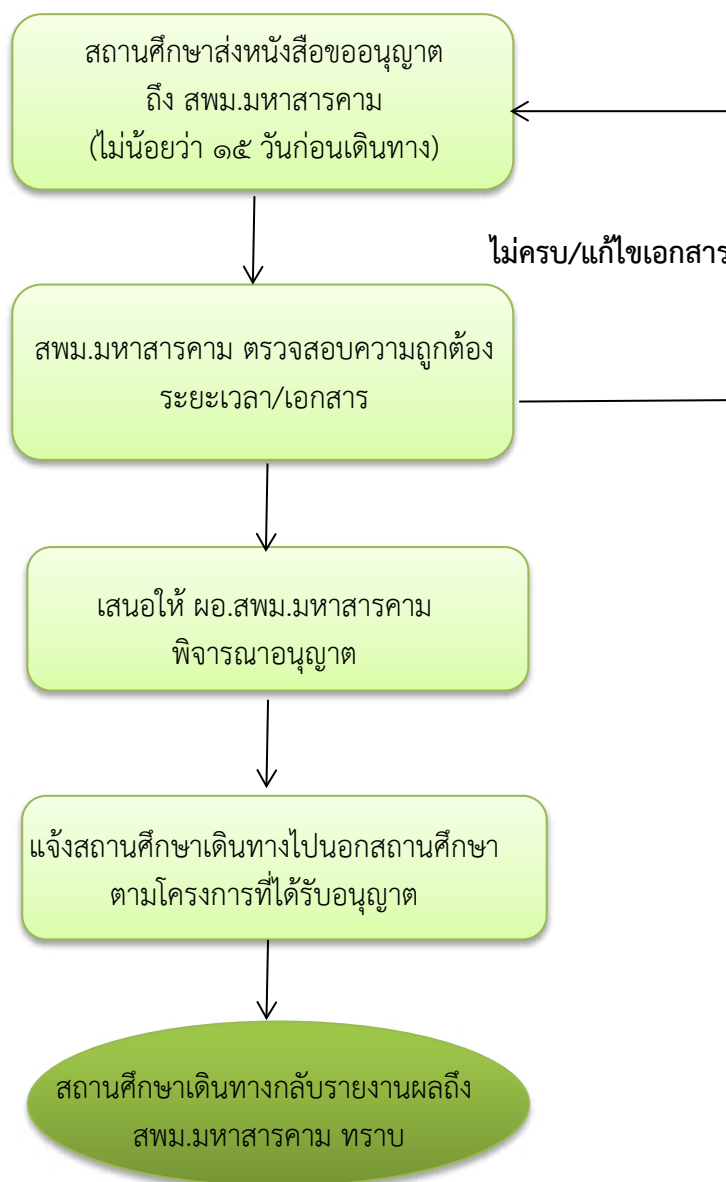 สถานศึกษาส่งหนังสือขออนุญาต
ถึง สพม.มหาสารคาม
(ไม่น้อยว่า ๑๕ วันก่อนเดินทาง)
ไม่ครบ/แก้ไขเอกสาร
สพม.มหาสารคาม ตรวจสอบความถูกต้อง
ระยะเวลา/เอกสาร
เสนอให้ ผอ.สพม.มหาสารคาม
พิจารณาอนุญาต
แจ้งสถานศึกษาเดินทางไปนอกสถานศึกษา
ตามโครงการที่ได้รับอนุญาต
สถานศึกษาเดินทางกลับรายงานผลถึง
สพม.มหาสารคาม ทราบ